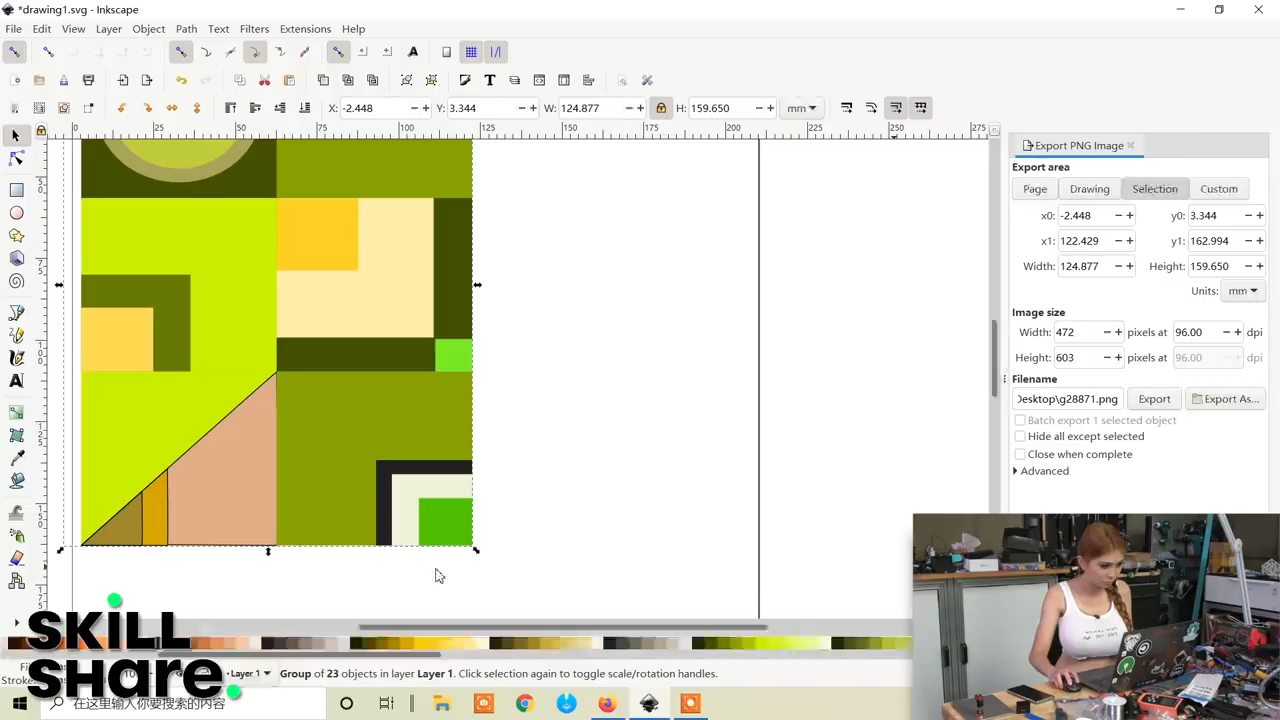 *drawing1.svg - Inkscape
File Edit View Layer Object Path Text Filters Extensions Help
X: -2.448 Y: 3.344 W: 124.877 H: 159.650 mm
0 25 50 75 100 125 150 175 200 225 250 275
Export PNG Image
Export area
Page Drawing Selection Custom
x0: -2.448 y0: 3.344
x1: 122.429 y1: 162.994
Width: 124.877 Height: 159.650
Units: mm
Image size
Width: 472 pixels at 96.00 dpi
Height: 603 pixels at 96.00 dpi
Filename
Desktop\g28871.png Export Export As...
Batch export 1 selected object
Hide all except selected
Close when complete
Advanced
SKILL
SHare.
Layer 1 Group of 23 objects in layer Layer 1. Click selection again to toggle scale/rotation handles.
在这里输入你要搜索的内容